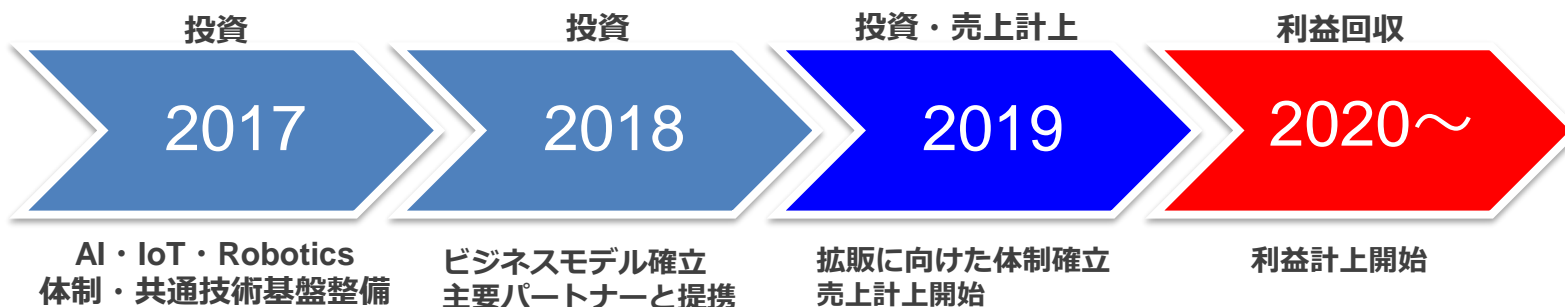 投資
投資
投資・売上計上
利益回収
2017
2018
2019
2020～
AI・IoT・Robotics
体制・共通技術基盤整備
ビジネスモデル確立
主要パートナーと提携
拡販に向けた体制確立
売上計上開始
利益計上開始